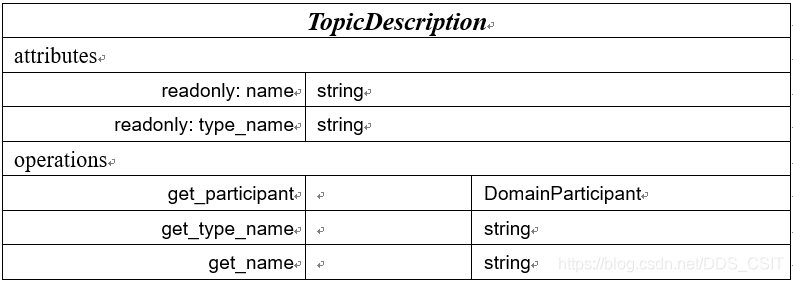 TopicDescription
attributes
readonly: name string
readonly: type_name string
operations
get_participant DomainParticipant
get_type_name string
get_name string
https://blog.csdn.net/DDS_CSIT